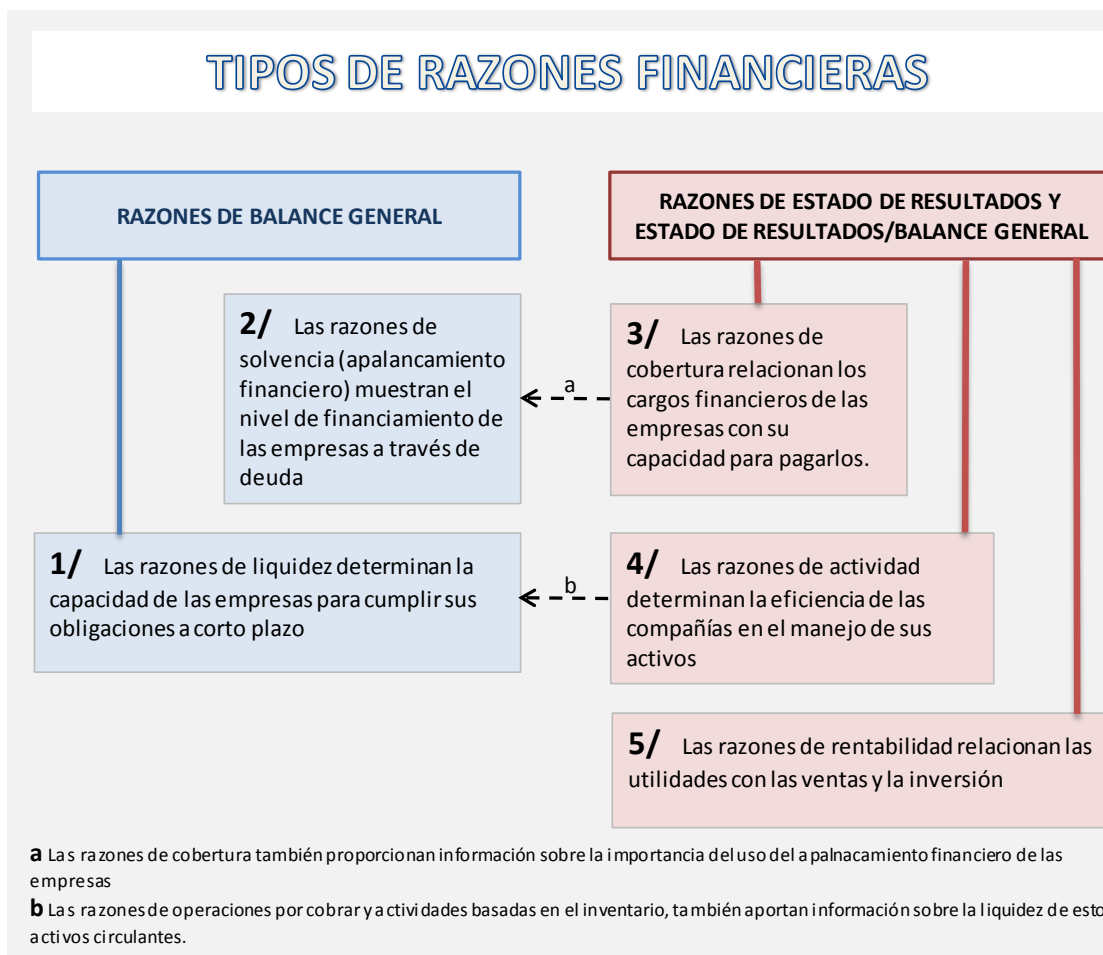 TIPOS DE RAZONES FINANCIERAS
RAZONES DE BALANCE GENERAL
RAZONES DE ESTADO DE RESULTADOS Y
ESTADO DE RESULTADOS/BALANCE GENERAL
2/ Las razones de
solvencia (apalancamiento
financiero) muestran el
nivel de financiamiento de
las empresas a través de
deuda
a
3/ Las razones de
cobertura relacionan los
cargos financieros de las
empresas con su
capacidad para pagarlos.
1/ Las razones de liquidez determinan la
capacidad de las empresas para cumplir sus
obligaciones a corto plazo
b
4/ Las razones de actividad
determinan la eficiencia de las
compañías en el manejo de sus
activos
5/ Las razones de rentabilidad relacionan las
utilidades con las ventas y la inversión
a Las razones de cobertura también proporcionan información sobre la importancia del uso del apalnacamiento financiero de las
empresas
b Las razones de operaciones por cobrar y actividades basadas en el inventario, también aportan información sobre la liquidez de esto
activos circulantes.